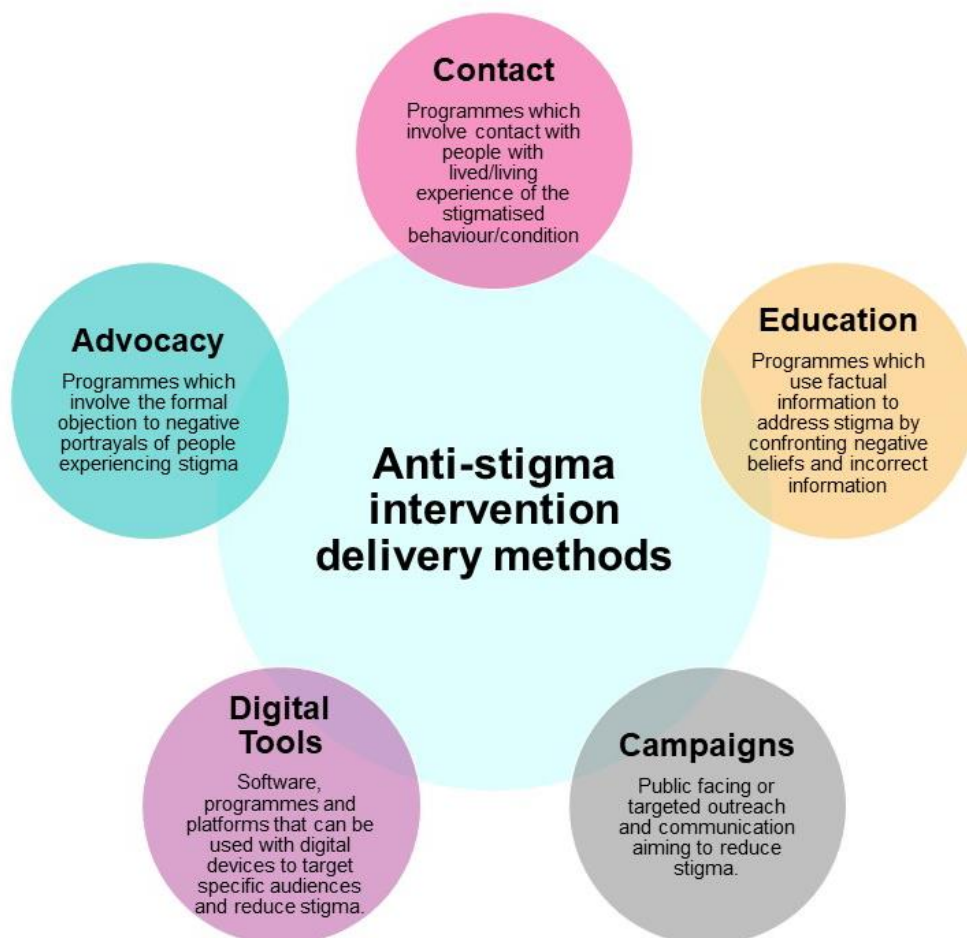 Contact
Programmes which
involve contact with
people with
lived/living
experience of the
stigmatised
behaviour/condition
Advocacy
Programmes which
involve the formal
objection to negative
portrayals of people
experiencing stigma
Education
Programmes which
use factual
information to
address stigma by
confronting negative
beliefs and incorrect
information
Anti-stigma
intervention
delivery methods
Digital
Tools
Software,
programmes and
platforms that can be
used with digital
devices to target
specific audiences
and reduce stigma.
Campaigns
Public facing or
targeted outreach
and communication
aiming to reduce
stigma.